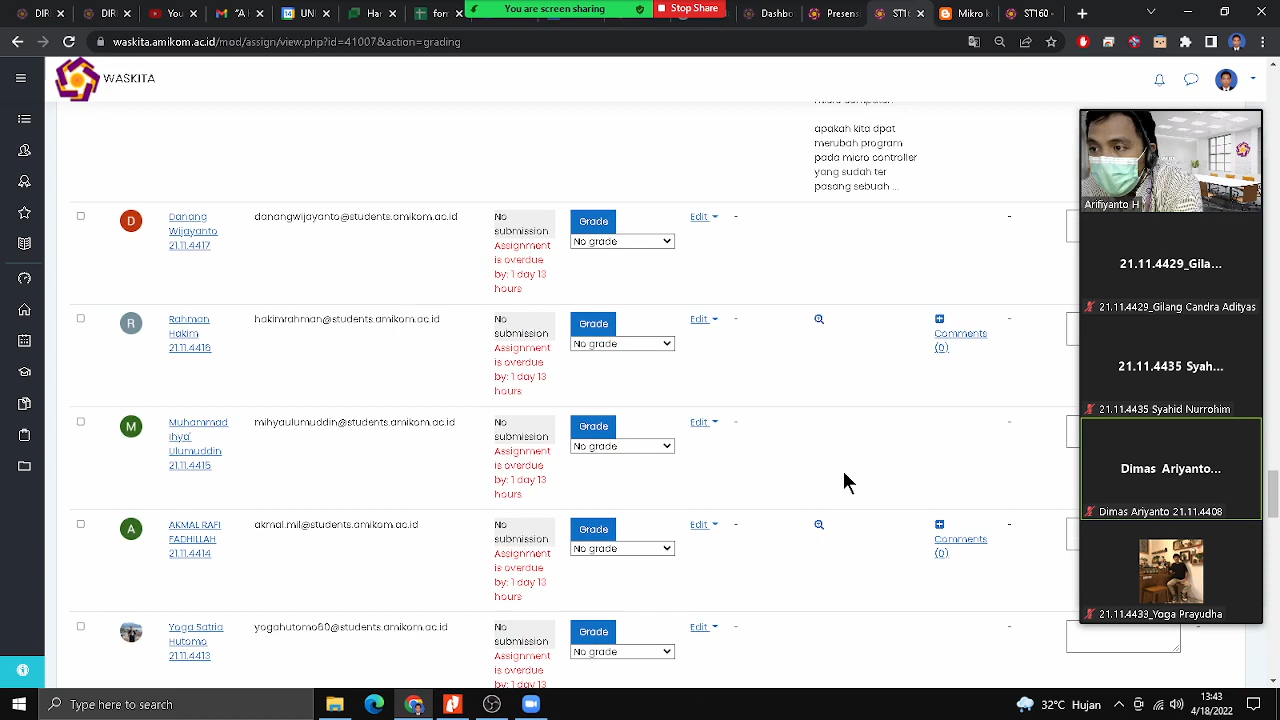 You are screen sharing
Stop Share
waskita.amikom.ac.id/mod/assign/view.php?id=41007&action=grading
WASKITA
apakah kita dpat
merubah program
pada micro controller
yang sudah ter
pasang sebuah ...
Danang
Wijayanto
21.11.4417
danangwijayanto@students.amikom.ac.id
No
submission
Assignment
is overdue
by: 1 day 13
hours
Grade
No grade
Edit
-
-
Rahman
Hakim
21.11.4416
hakimrahman@students.amikom.ac.id
No
submission
Assignment
is overdue
by: 1 day 13
hours
Grade
No grade
Edit
-
Comments
(0)
-
Muhammad
Ihya'
Ulumuddin
21.11.4415
mihyaulumuddin@students.amikom.ac.id
No
submission
Assignment
is overdue
by: 1 day 13
hours
Grade
No grade
Edit
-
-
AKMAL RAFI
FADHILLAH
21.11.4414
akmal.mil@students.amikom.ac.id
No
submission
Assignment
is overdue
by: 1 day 13
hours
Grade
No grade
Edit
-
Comments
(0)
-
Yoga Satria
Hutomo
21.11.4413
yogahutomo60@students.amikom.ac.id
No
submission
Assignment
is overdue
by: 1 day 13
Grade
No grade
Edit
-
-
Arifiyanto H
21.11.4429_Gila...
21.11.4429_Gilang Candra Adityas
21.11.4435 Syah...
21.11.4435 Syahid Nurrohim
Dimas Ariyanto...
Dimas Ariyanto 21.11.4408
21.11.4433_Yoga Prayudha
Type here to search
32°C Hujan
13:43
4/18/2022